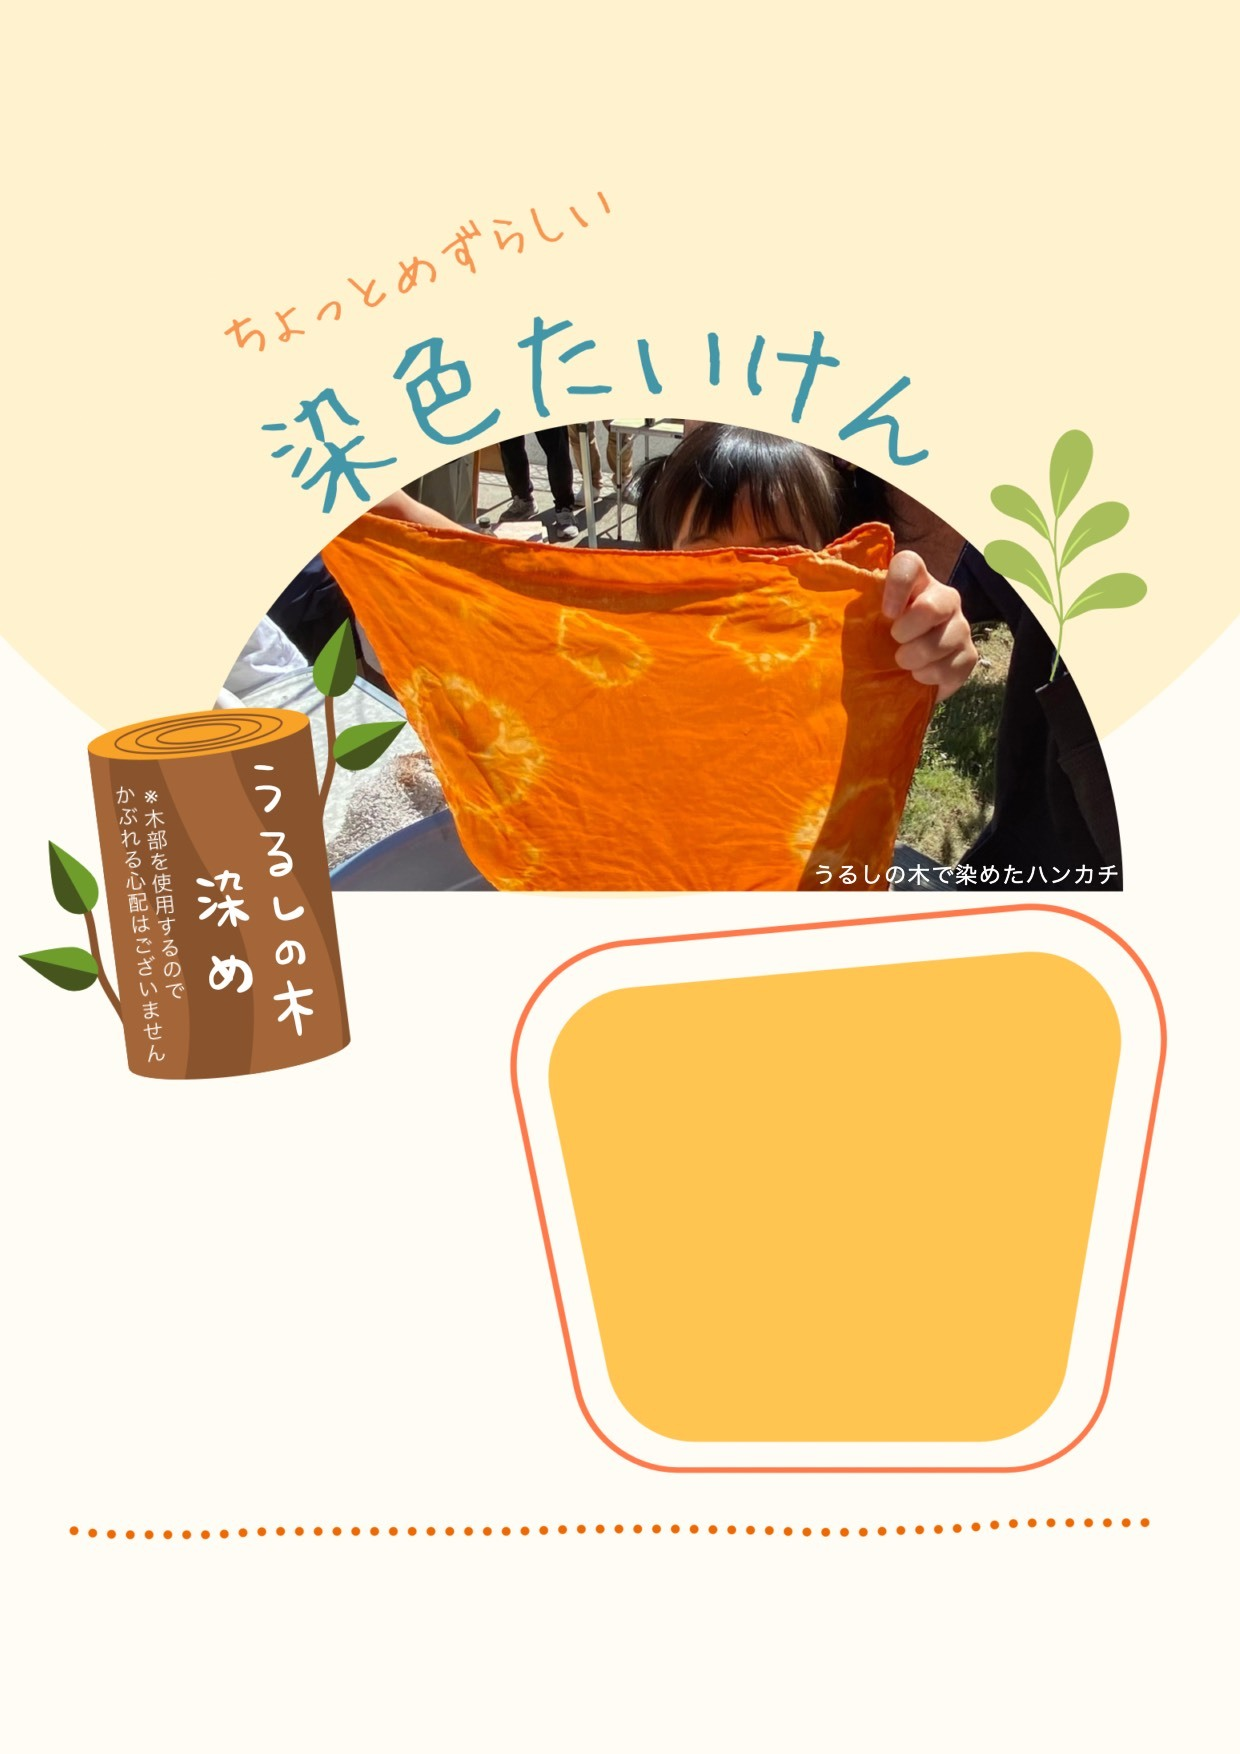 ちょっとめずらしい
染色たいけん
うるしの木で染めたハンカチ
うるしの木
染め
※木部を使用するので
かぶれる心配はございません